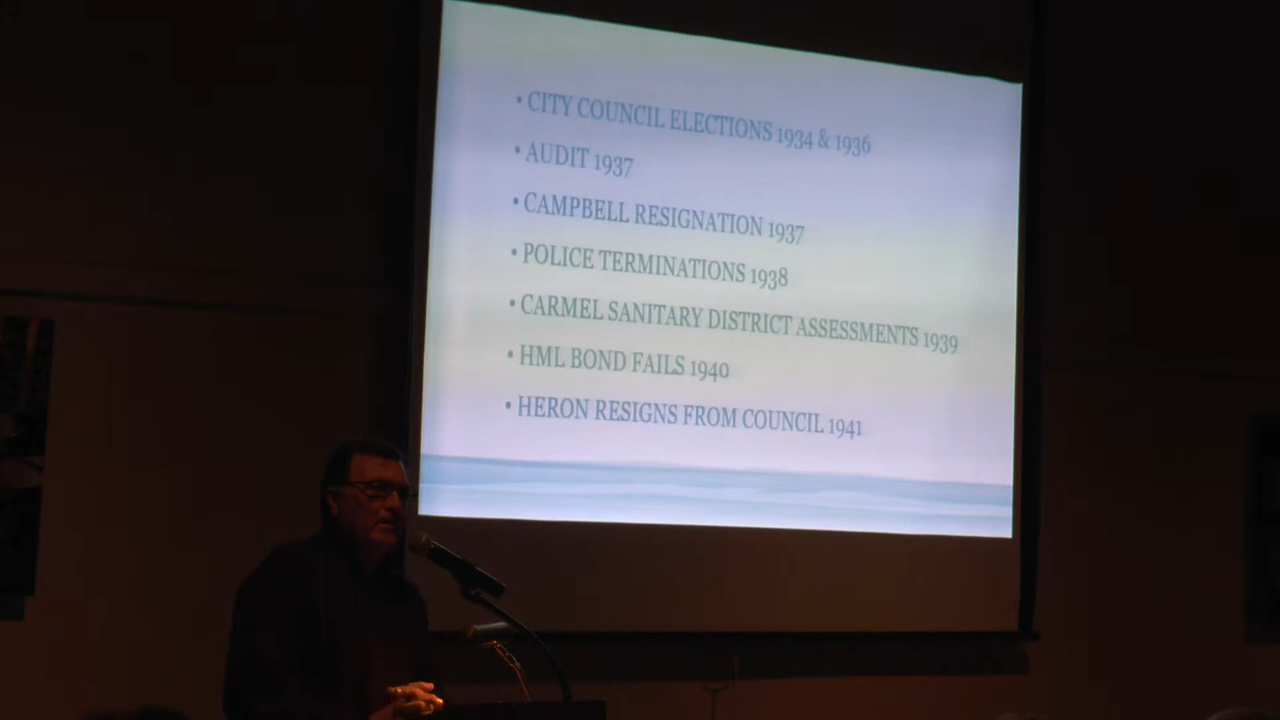 • CITY COUNCIL ELECTIONS 1934 & 1936
• AUDIT 1937
• CAMPBELL RESIGNATION 1937
• POLICE TERMINATIONS 1938
• CARMEL SANITARY DISTRICT ASSESSMENTS 1939
• HML BOND FAILS 1940
• HERON RESIGNS FROM COUNCIL 1941